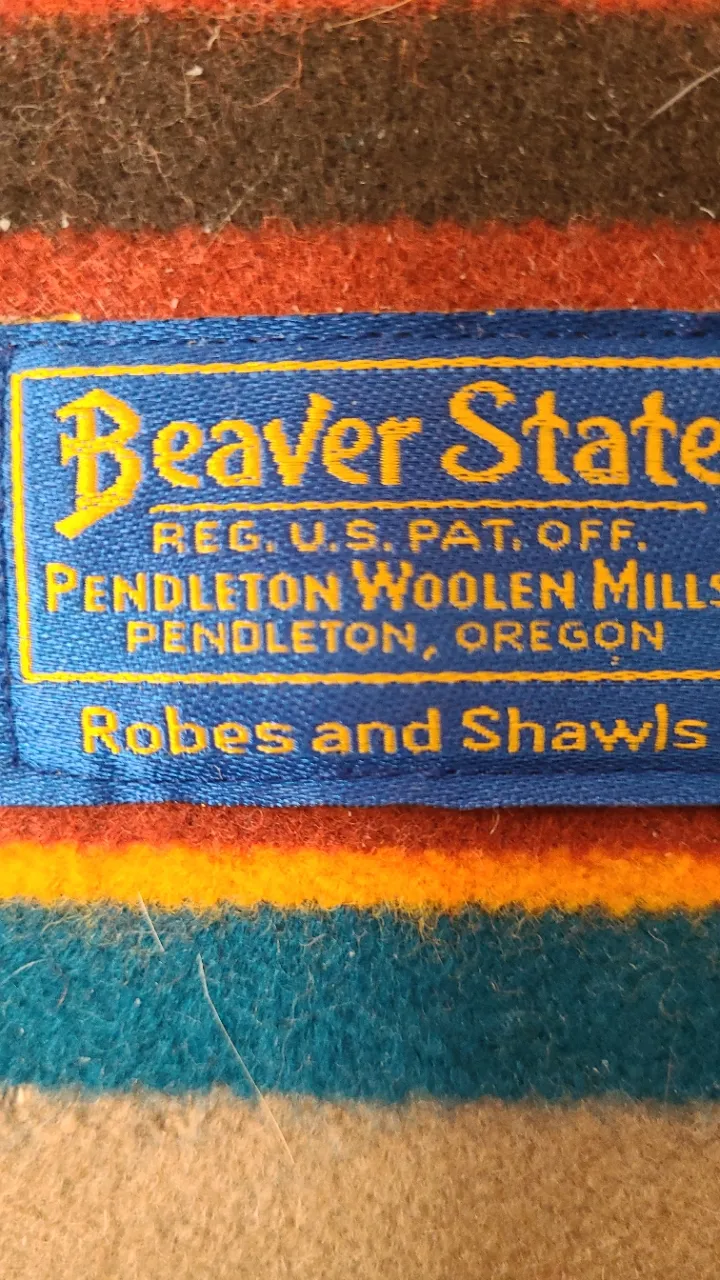 Beaver State
REG. U.S. PAT. OFF.
PENDLETON WOOLEN MILLS
PENDLETON, OREGON
Robes and Shawls